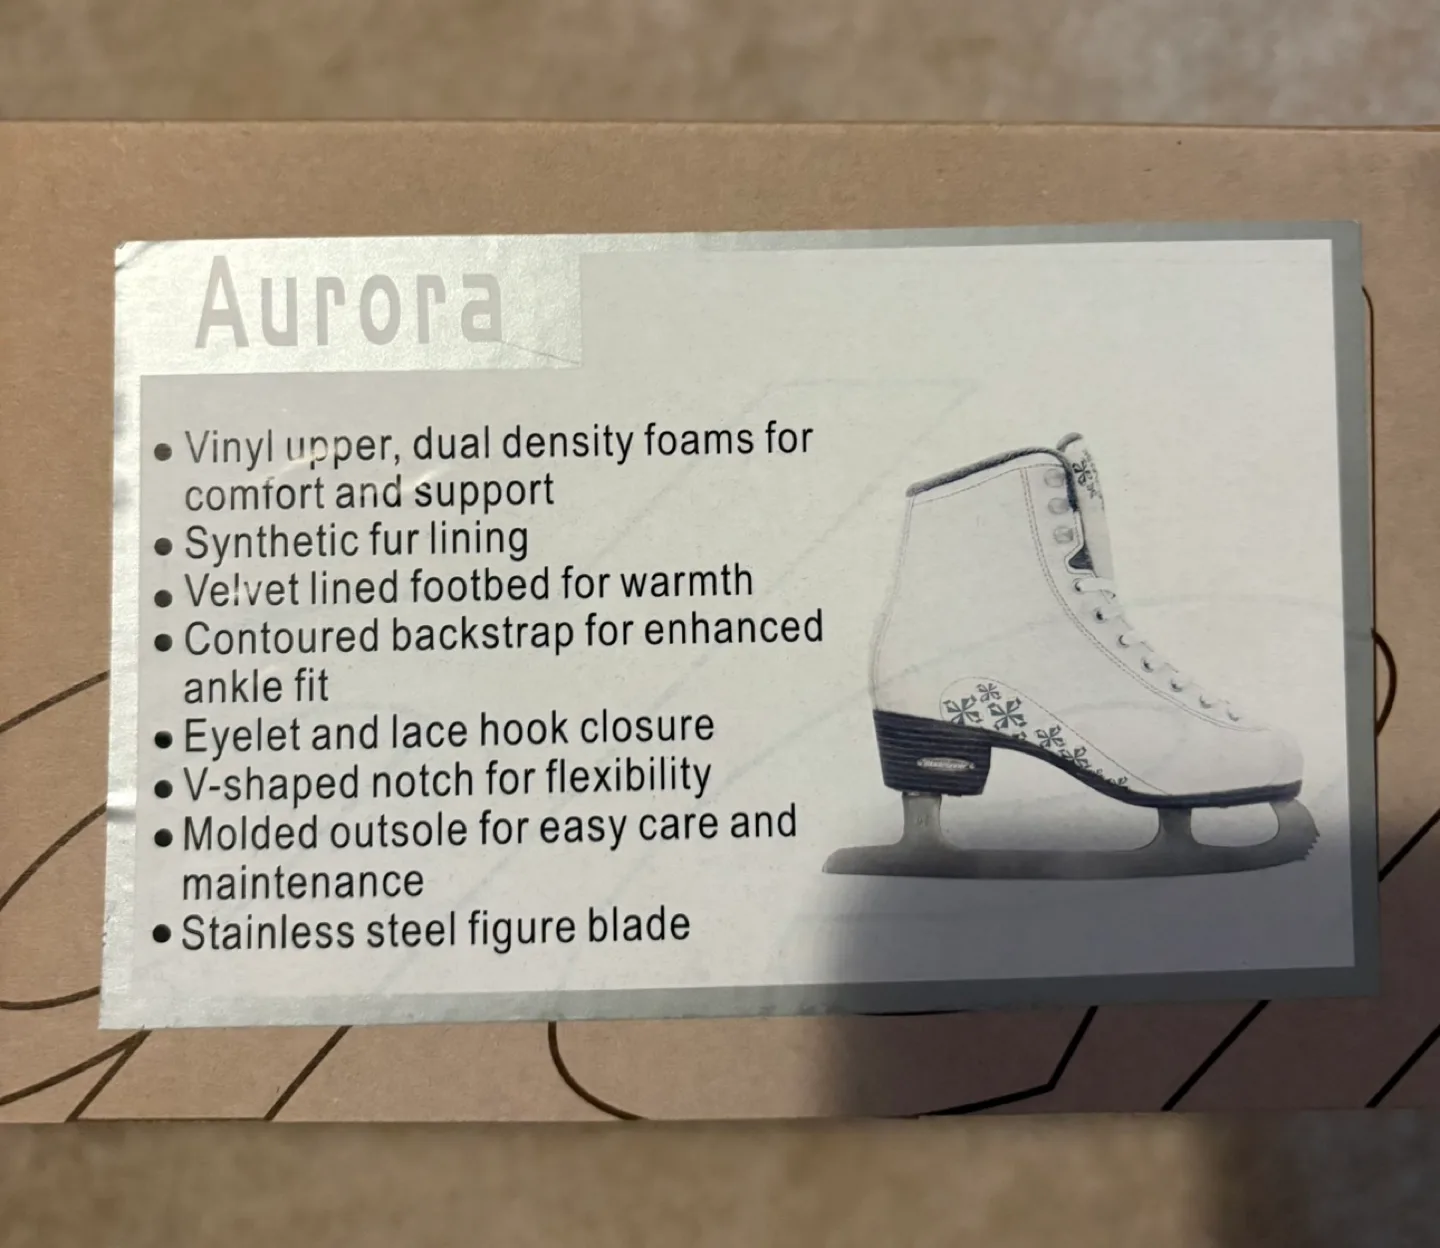 Aurora
• Vinyl upper, dual density foams for
comfort and support
• Synthetic fur lining
• Velvet lined footbed for warmth
• Contoured backstrap for enhanced
ankle fit
• Eyelet and lace hook closure
• V-shaped notch for flexibility
• Molded outsole for easy care and
maintenance
• Stainless steel figure blade